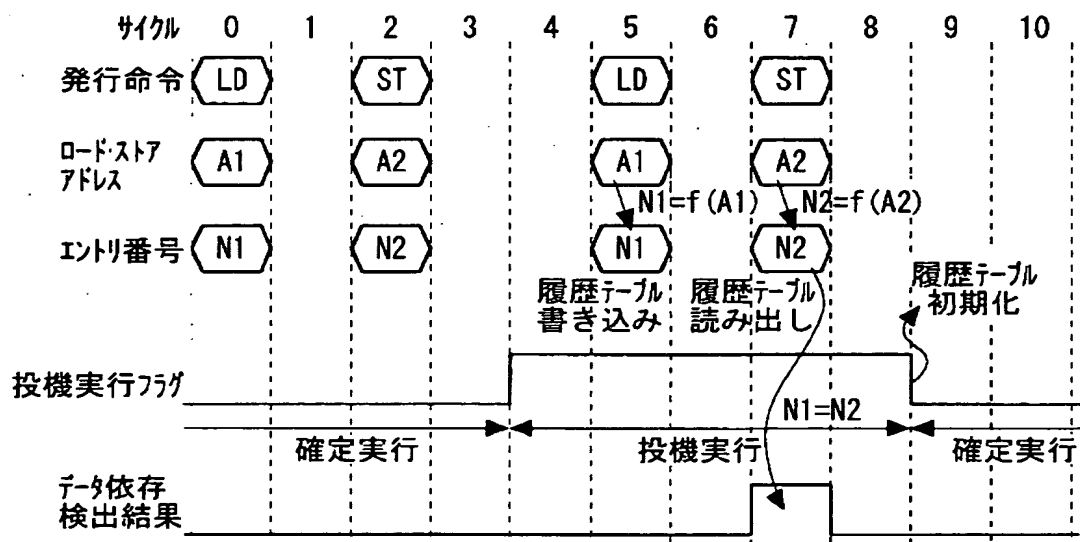 サイクル 0 1 2 3 4 5 6 7 8 9 10
発行命令 LD ST LD ST
ロード・ストア
アドレス A1 A2 A1 A2
N1=f(A1) N2=f(A2)
エントリ番号 N1 N2 N1 N2
履歴テーブル
書き込み
履歴テーブル
読み出し
履歴テーブル
初期化
投機実行フラグ
N1=N2
確定実行 投機実行 確定実行
データ依存
検出結果